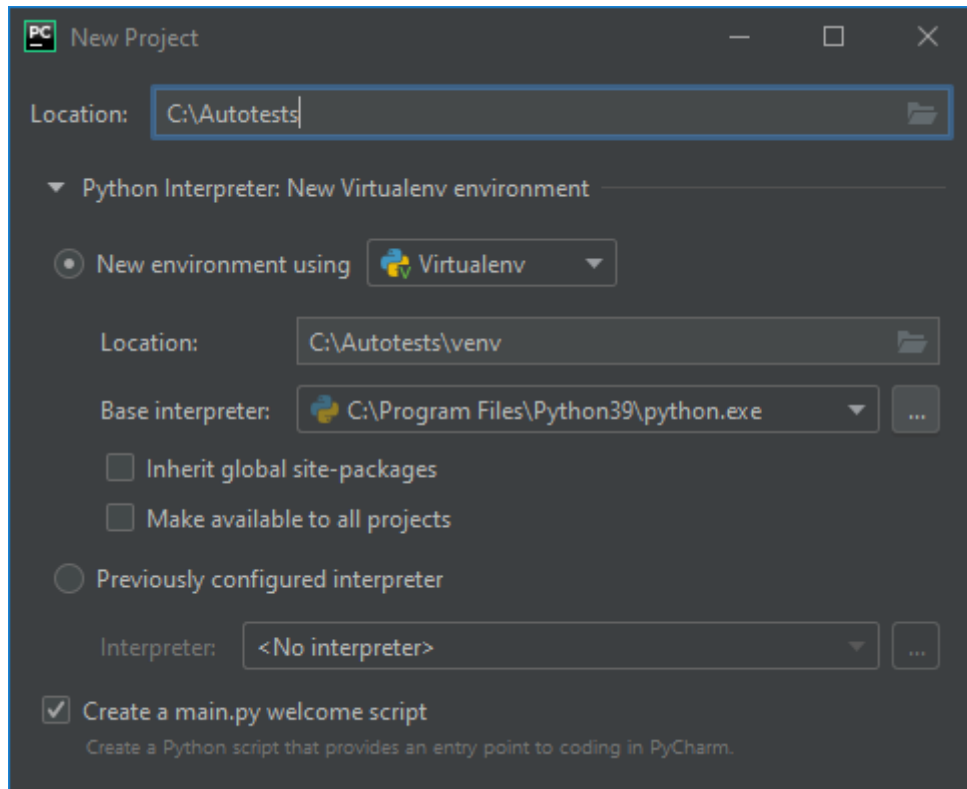 PC New Project
Location: C:\Autotests
Python Interpreter: New Virtualenv environment
New environment using Virtualenv
Location: C:\Autotests\venv
Base interpreter: C:\Program Files\Python39\python.exe ...
Inherit global site-packages
Make available to all projects
Previously configured interpreter
Interpreter: <No interpreter> ...
Create a main.py welcome script
Create a Python script that provides an entry point to coding in PyCharm.